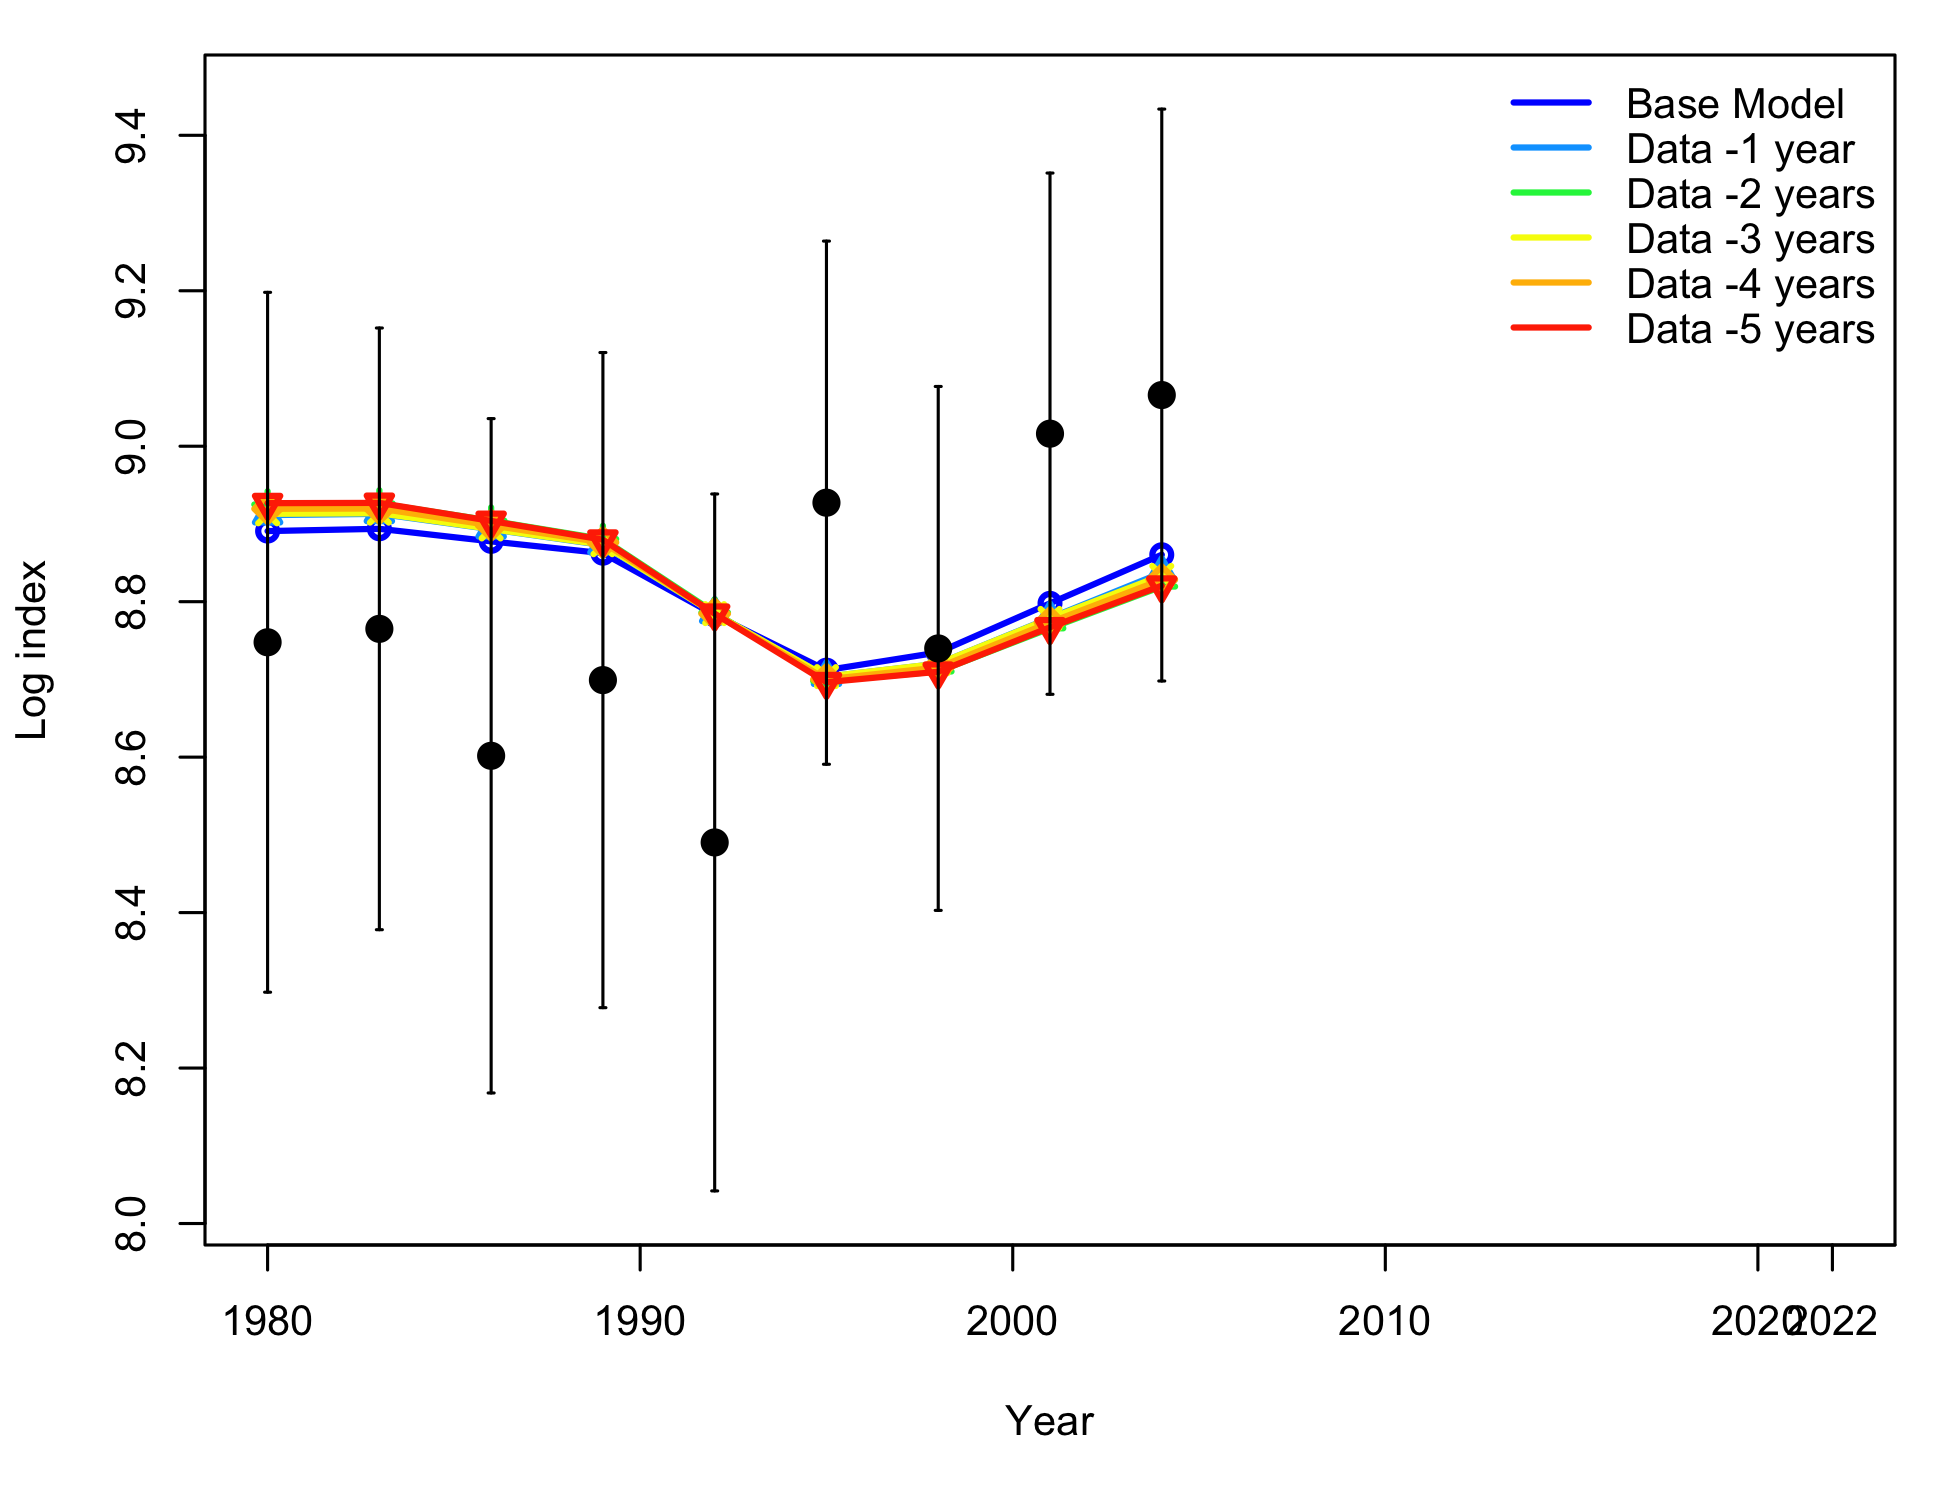 Base Model
Data -1 year
Data -2 years
Data -3 years
Data -4 years
Data -5 years
9.4
9.2
9.0
8.8
8.6
8.4
8.2
8.0
Log index
1980 1990 2000 2010 2020 2022
Year